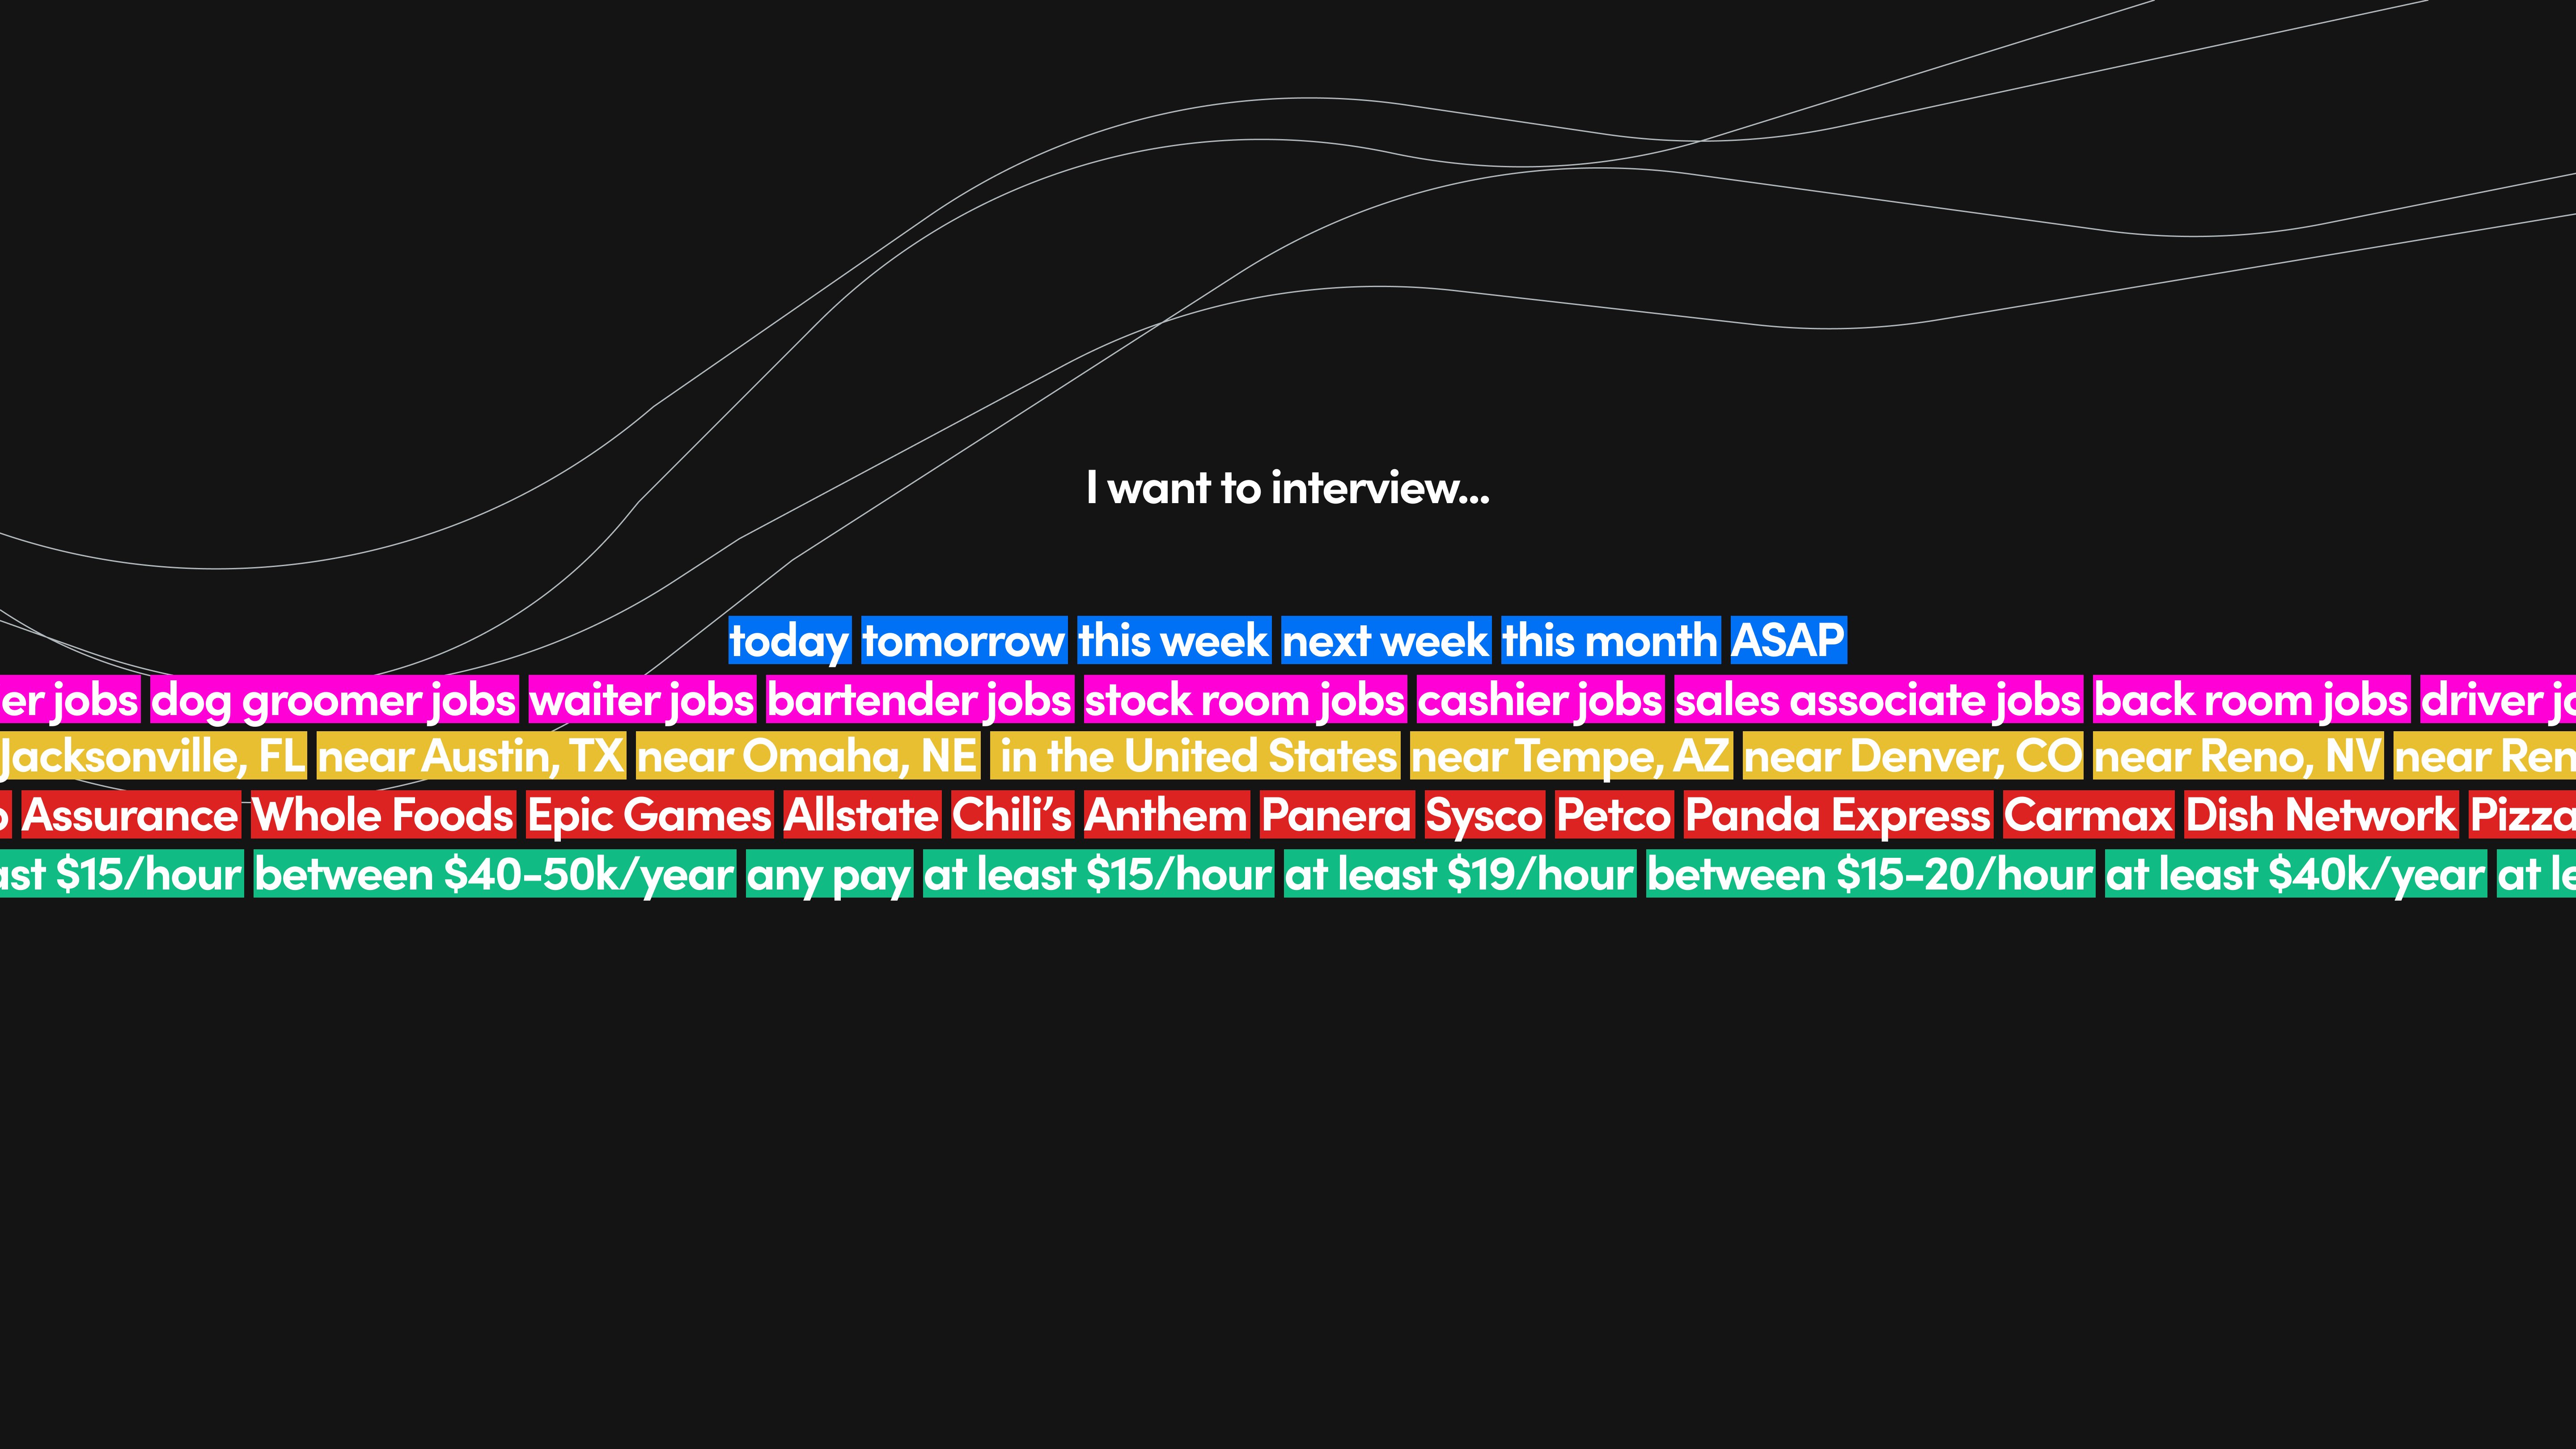 I want to interview...
today tomorrow this week next week this month ASAP
er jobs dog groomer jobs waiter jobs bartender jobs stock room jobs cashier jobs sales associate jobs back room jobs driver
Jacksonville, FL near Austin, TX near Omaha, NE in the United States near Tempe, AZ near Denver, CO near Reno, NV near
Assurance Whole Foods Epic Games Allstate Chili’s Anthem Panera Sysco Petco Panda Express Carmax Dish Network
$15/hour between $40-50k/year any pay at least $15/hour at least $19/hour between $15-20/hour at least $40k/year at